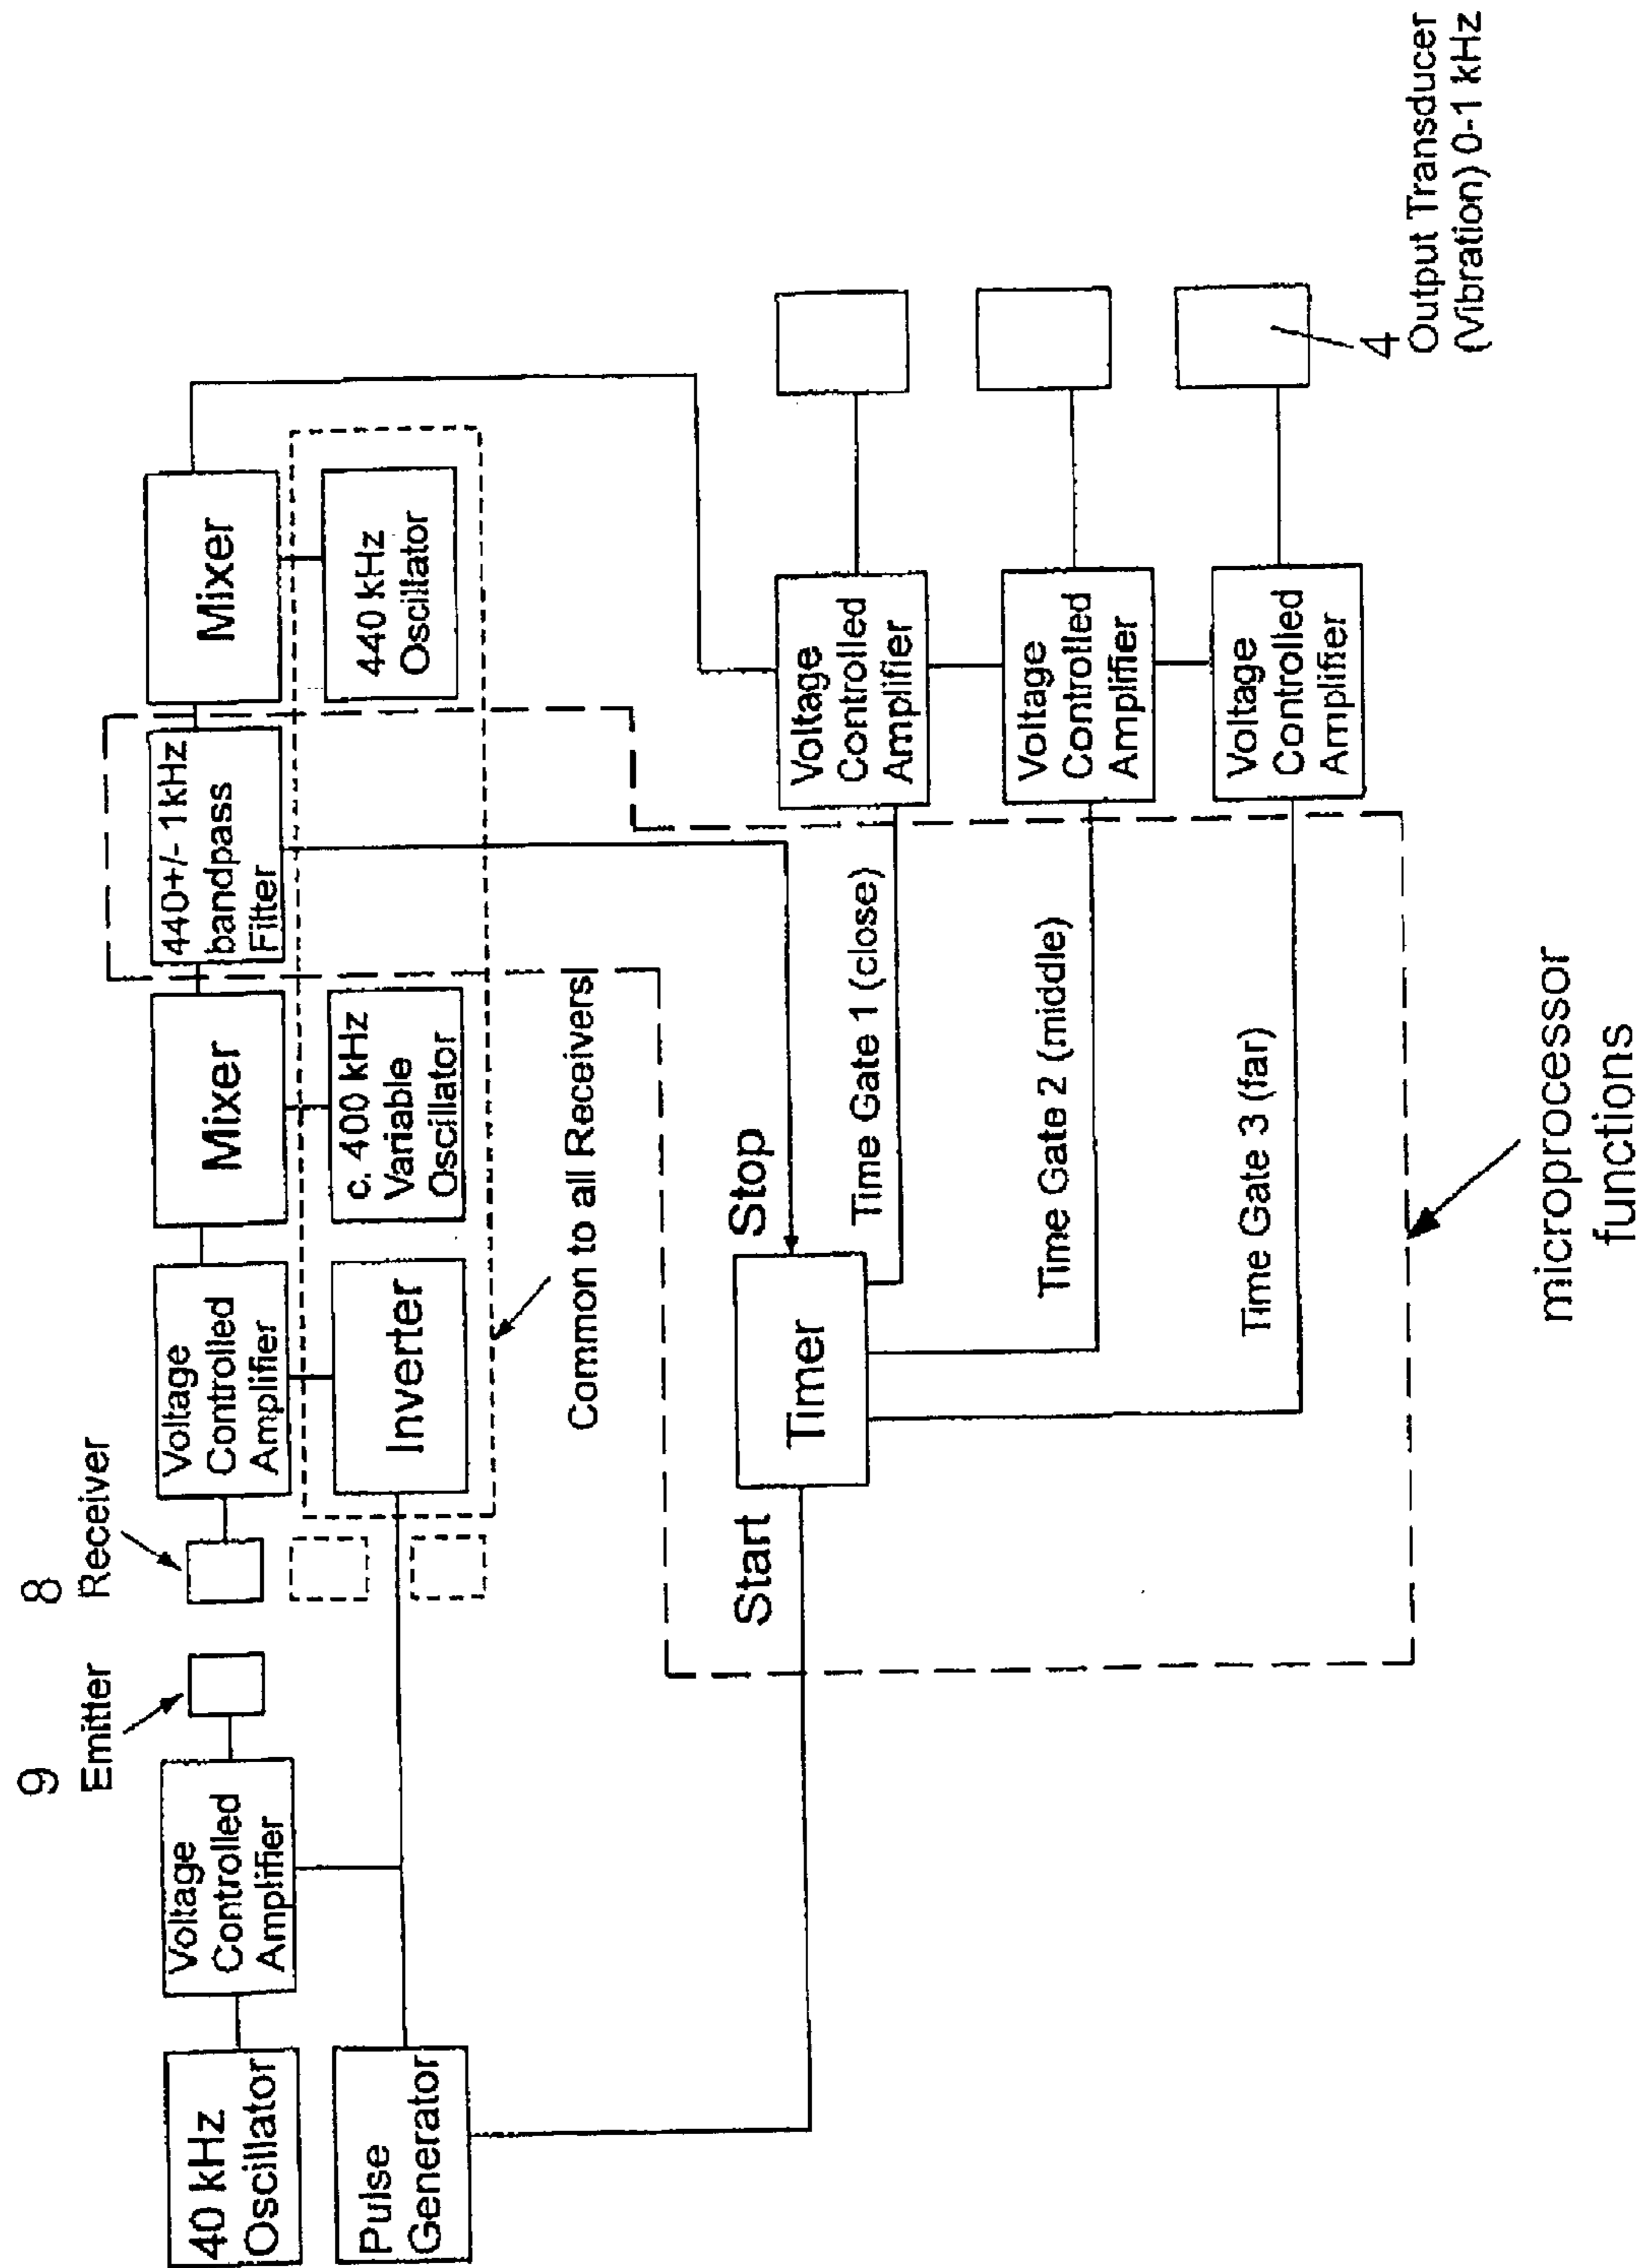 9
Emitter
8
Receiver
40 kHz
Oscillator
Voltage
Controlled
Amplifier
Voltage
Controlled
Amplifier
Mixer
440+/- 1kHz
bandpass
Filter
Mixer
Pulse
Generator
Inverter
c. 400 kHz
Variable
Oscillator
440 kHz
Oscillator
Common to all Receivers
Start
Timer
Stop
Time Gate 1 (close)
Time Gate 2 (middle)
Time Gate 3 (far)
Voltage
Controlled
Amplifier
Voltage
Controlled
Amplifier
Voltage
Controlled
Amplifier
4
Output Transducer
(Vibration) 0-1 kHz
microprocessor
functions